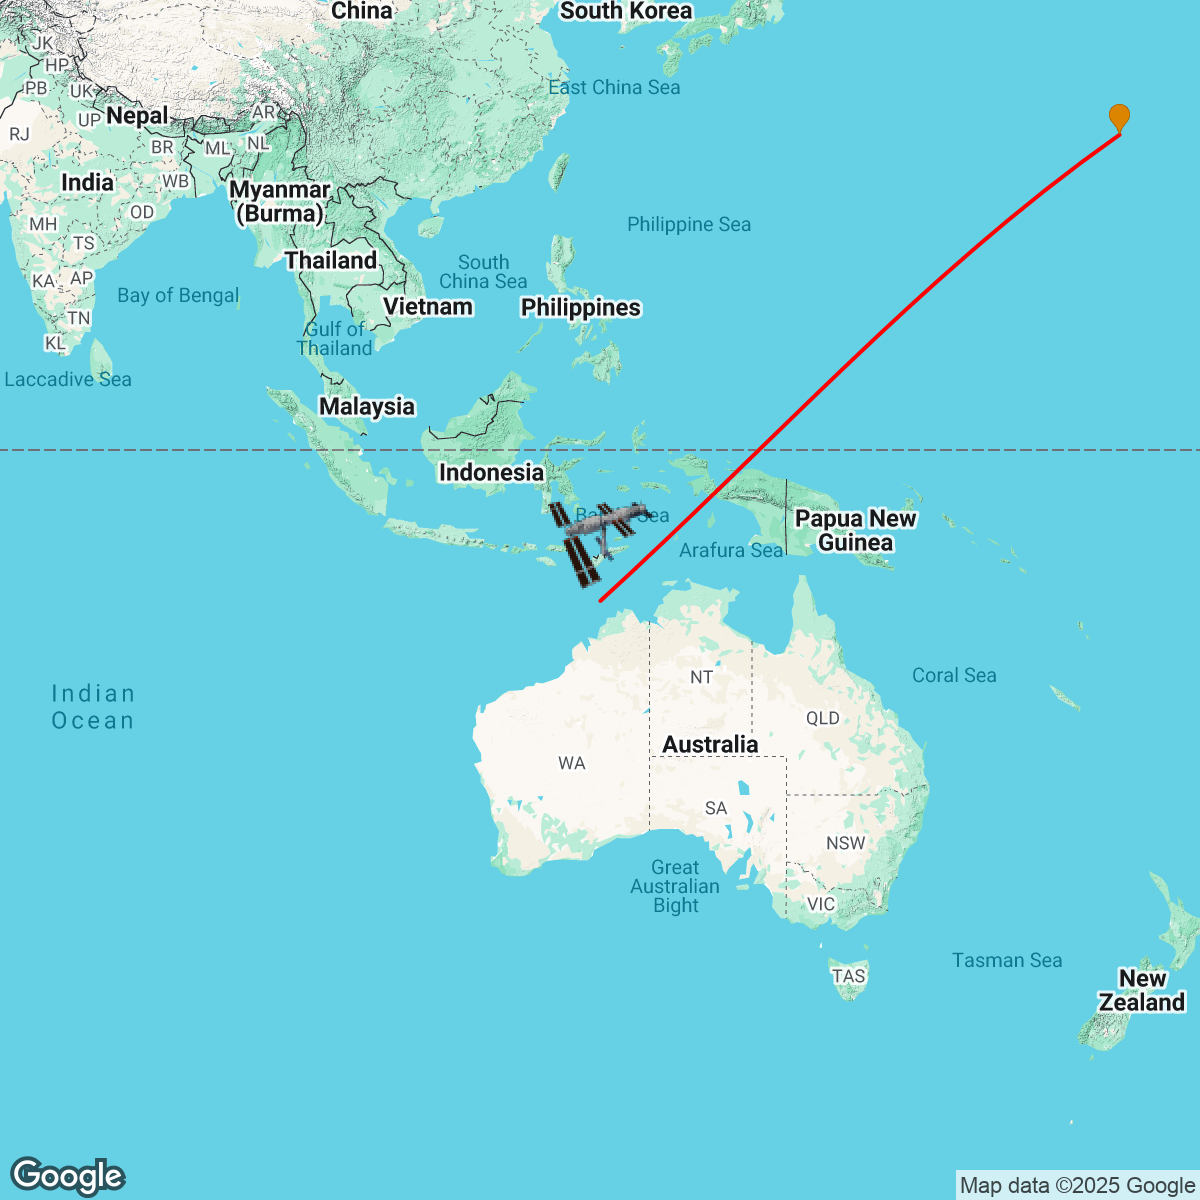 China
South Korea
JK
HP
PB
UK
East China Sea
Nepal
AR
UP
RJ
BR
ML
NL
India
WB
Myanmar
(Burma)
OD
MH
Philippine Sea
TS
Thailand
South
China Sea
KA
AP
Bay of Bengal
Vietnam
Philippines
TN
Gulf of
Thailand
KL
Laccadive Sea
Malaysia
Indonesia
Sea
Papua New
Guinea
Arafura Sea
Coral Sea
NT
Indian
Ocean
QLD
Australia
WA
SA
NSW
Great
Australian
Bight
VIC
Tasman Sea
TAS
New
Zealand
Google
Map data ©2025 Google